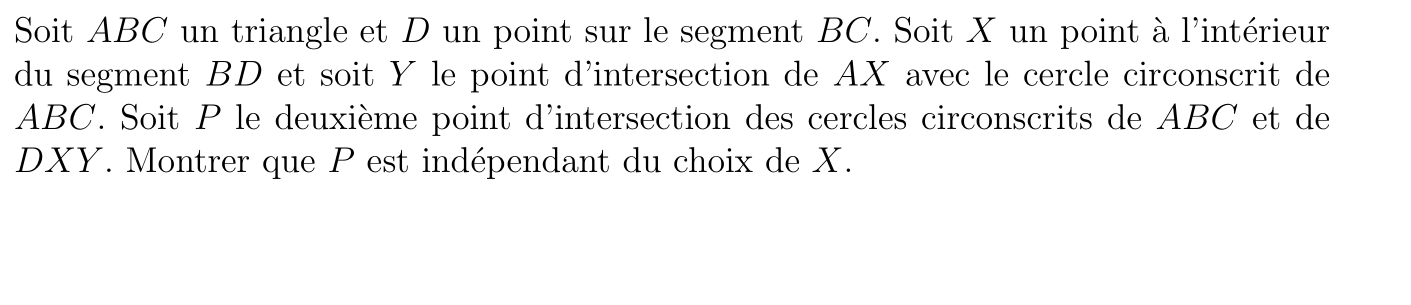 Soit ABC un triangle et D un point sur le segment BC. Soit X un point à l'intérieur
du segment BD et soit Y le point d'intersection de AX avec le cercle circonscrit de
ABC. Soit P le deuxième point d'intersection des cercles circonscrits de ABC et de
DXY. Montrer que P est indépendant du choix de X.